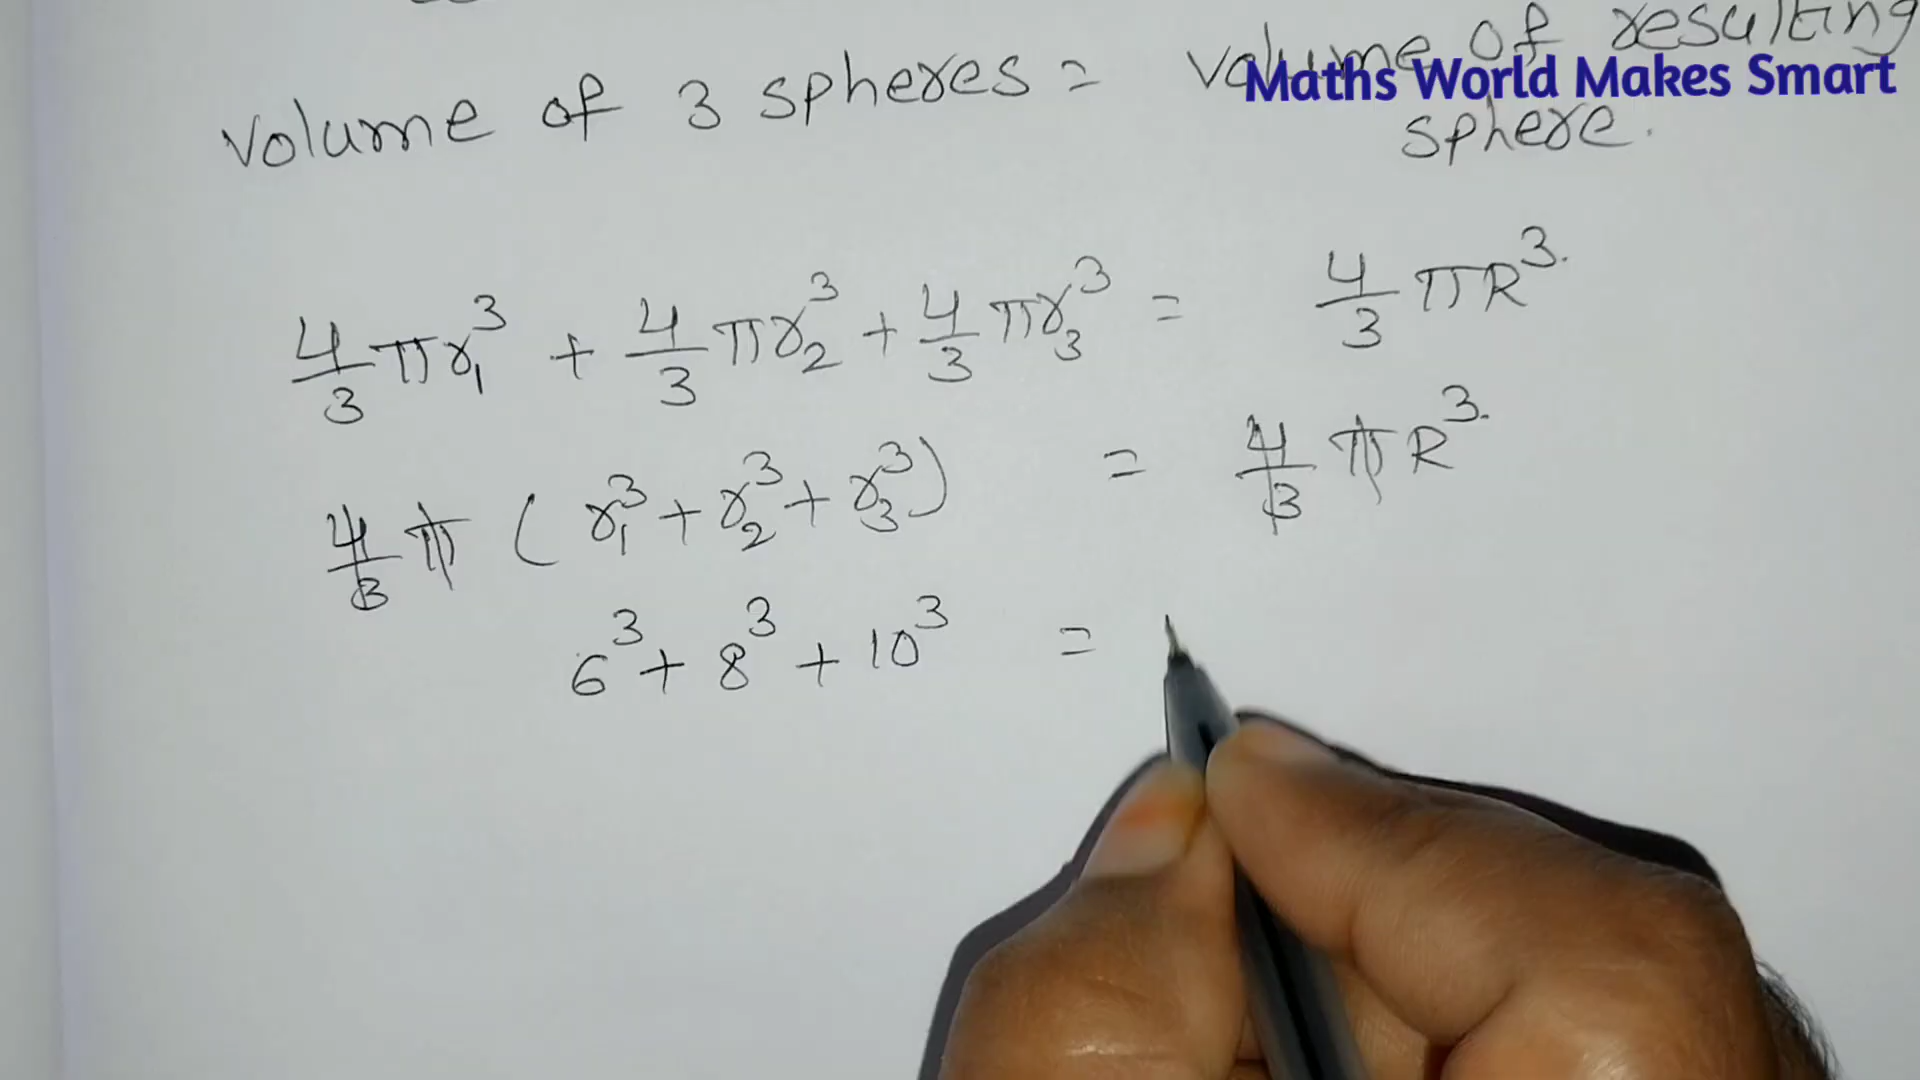 volume of 3 spheres = volume of resulting
Maths World Makes Smart
sphere.
4/3 πr₁³ + 4/3 πr₂³ + 4/3 πr₃³ = 4/3 πR³.
4/3 π (r₁³ + r₂³ + r₃³) = 4/3 πR³.
6³ + 8³ + 10³ =